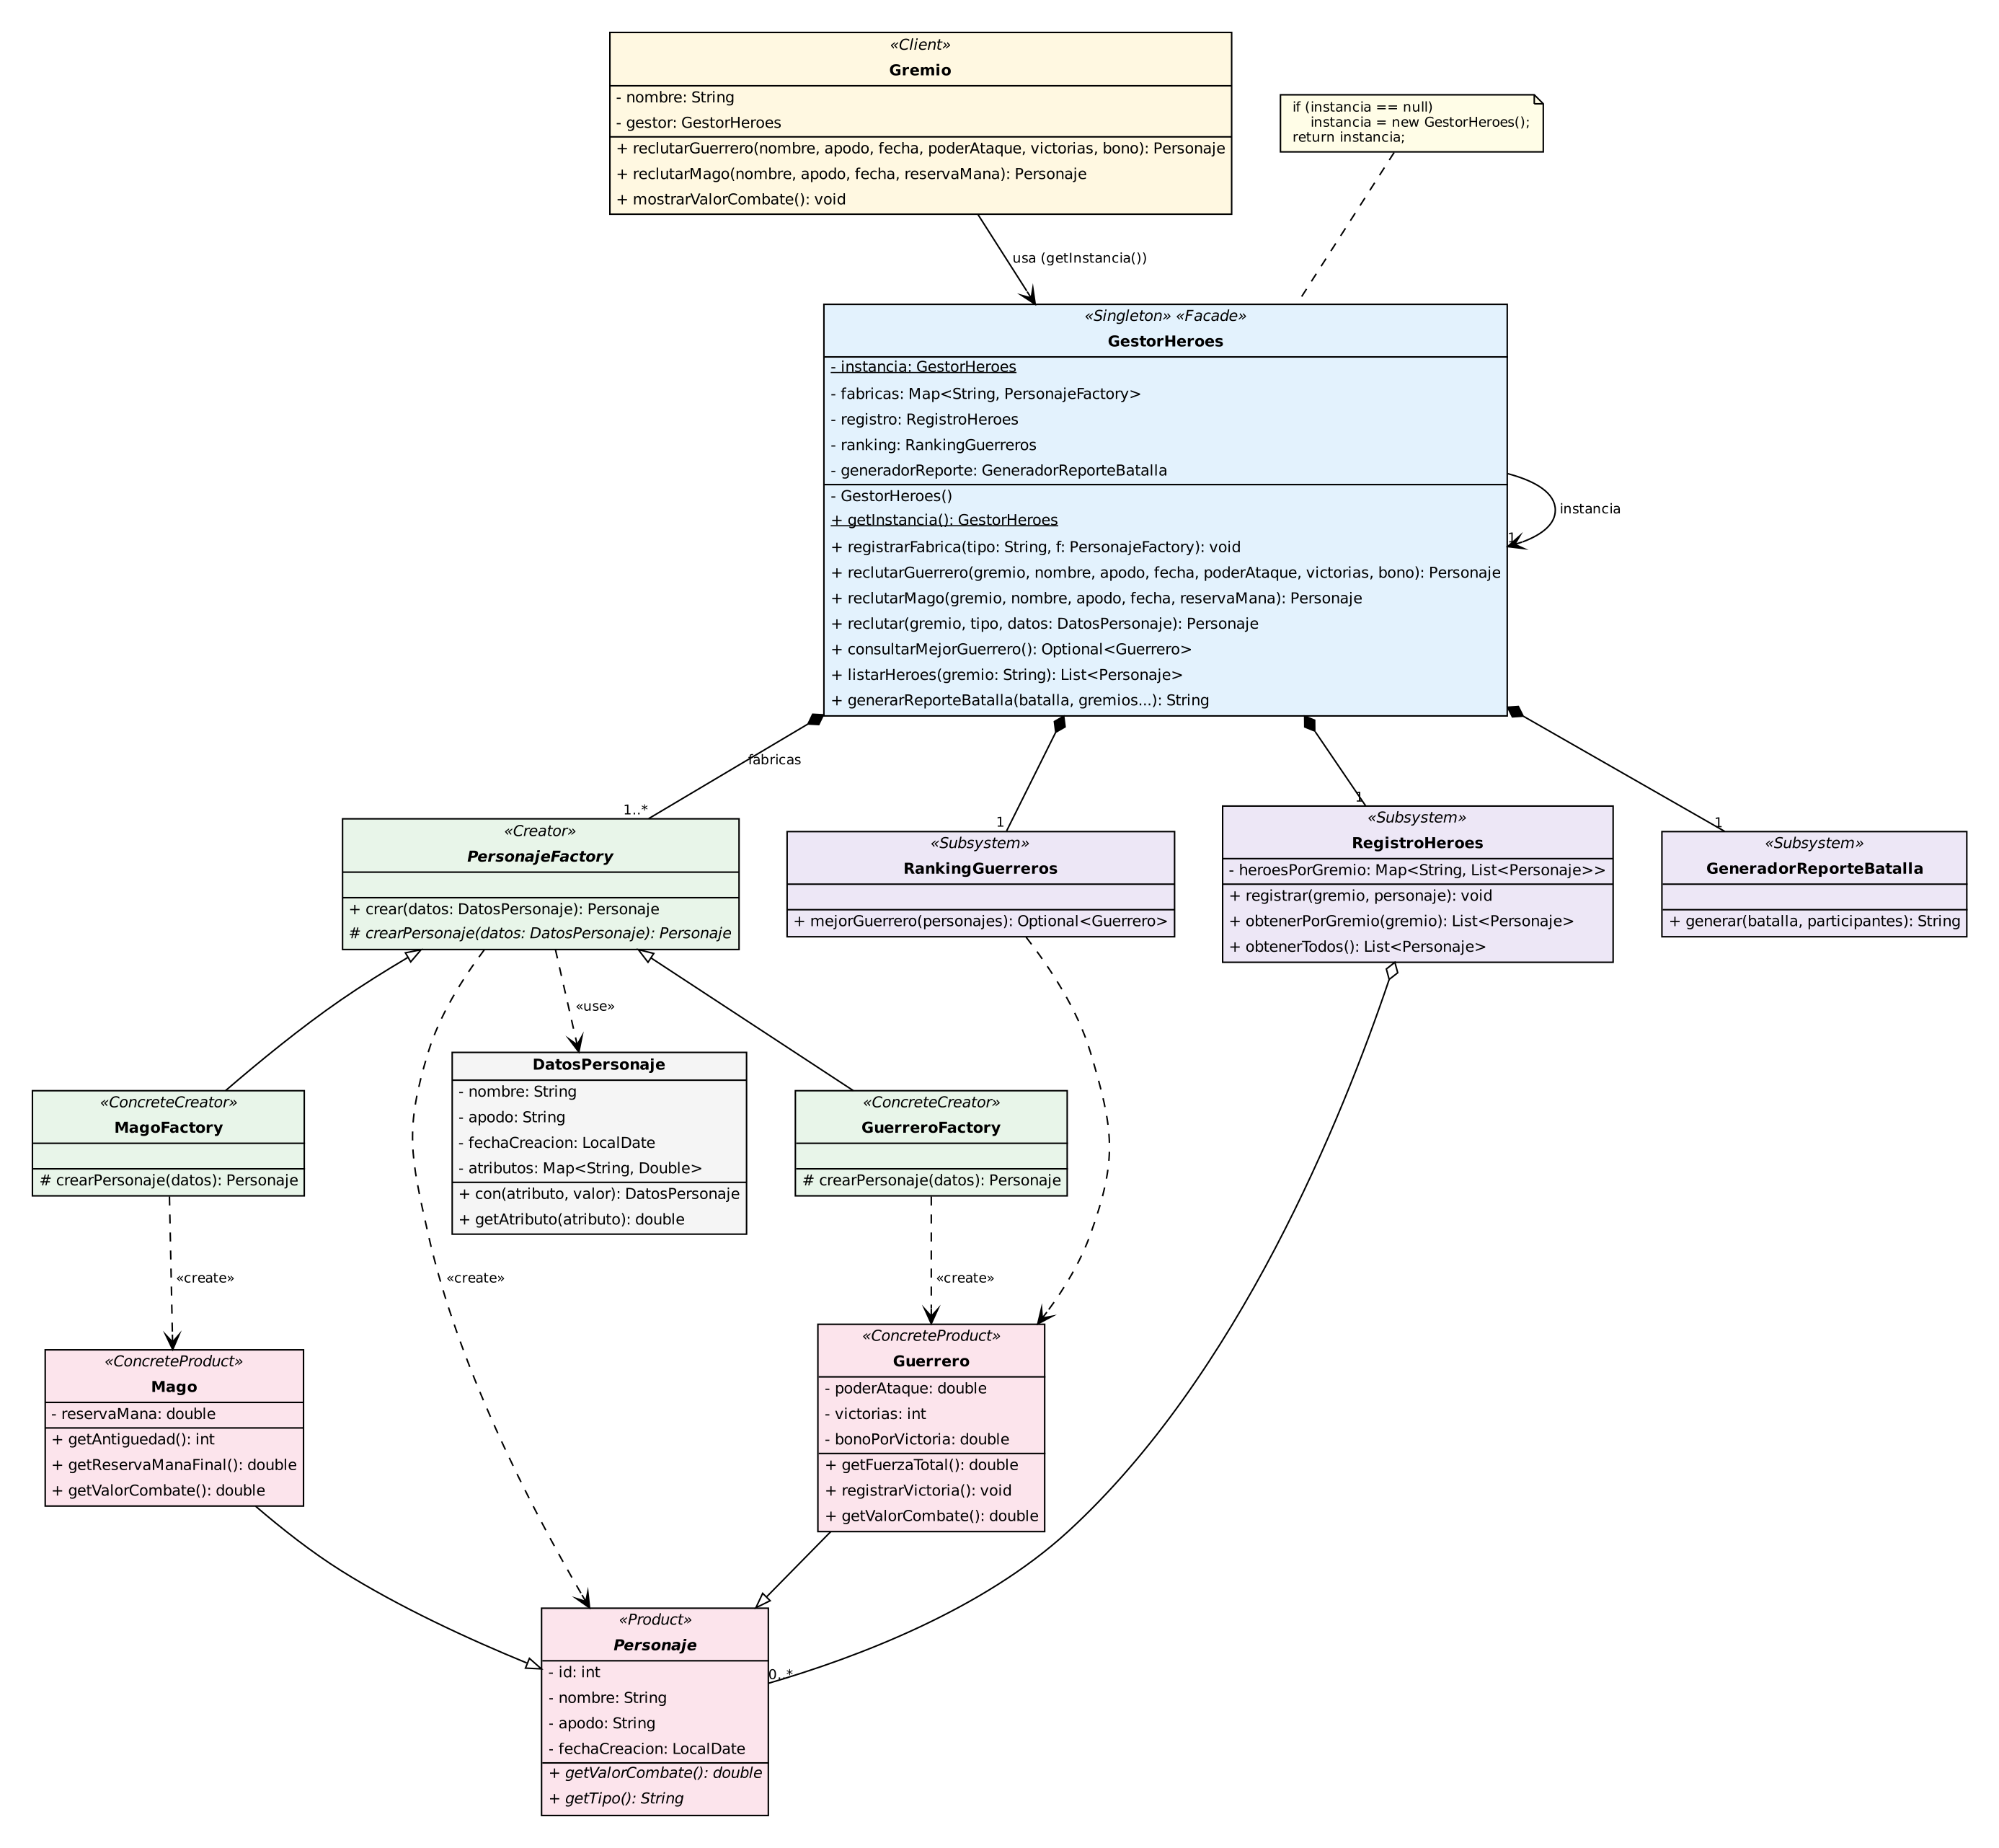 «Client»
Gremio
- nombre: String
- gestor: GestorHeroes
+ reclutarGuerrero(nombre, apodo, fecha, poderAtaque, victorias, bono): Personaje
+ reclutarMago(nombre, apodo, fecha, reservaMana): Personaje
+ mostrarValorCombate(): void
if (instancia == null)
instancia = new GestorHeroes();
return instancia;
usa (getInstancia())
«Singleton» «Facade»
GestorHeroes
- instancia: GestorHeroes
- fabricas: Map<String, PersonajeFactory>
- registro: RegistroHeroes
- ranking: RankingGuerreros
- generadorReporte: GeneradorReporteBatalla
- GestorHeroes()
+ getInstancia(): GestorHeroes
+ registrarFabrica(tipo: String, f: PersonajeFactory): void
+ reclutarGuerrero(gremio, nombre, apodo, fecha, poderAtaque, victorias, bono): Personaje
+ reclutarMago(gremio, nombre, apodo, fecha, reservaMana): Personaje
+ reclutar(gremio, tipo, datos: DatosPersonaje): Personaje
+ consultarMejorGuerrero(): Optional<Guerrero>
+ listarHeroes(gremio: String): List<Personaje>
+ generarReporteBatalla(batalla, gremios...): String
instancia
1
fabricas
1..*
1
1
1
«Creator»
PersonajeFactory
+ crear(datos: DatosPersonaje): Personaje
# crearPersonaje(datos: DatosPersonaje): Personaje
«Subsystem»
RankingGuerreros
+ mejorGuerrero(personajes): Optional<Guerrero>
«Subsystem»
RegistroHeroes
- heroesPorGremio: Map<String, List<Personaje>>
+ registrar(gremio, personaje): void
+ obtenerPorGremio(gremio): List<Personaje>
+ obtenerTodos(): List<Personaje>
«Subsystem»
GeneradorReporteBatalla
+ generar(batalla, participantes): String
«use»
«ConcreteCreator»
MagoFactory
# crearPersonaje(datos): Personaje
DatosPersonaje
- nombre: String
- apodo: String
- fechaCreacion: LocalDate
- atributos: Map<String, Double>
+ con(atributo, valor): DatosPersonaje
+ getAtributo(atributo): double
«ConcreteCreator»
GuerreroFactory
# crearPersonaje(datos): Personaje
«create»
«create»
«create»
«ConcreteProduct»
Mago
- reservaMana: double
+ getAntiguedad(): int
+ getReservaManaFinal(): double
+ getValorCombate(): double
«ConcreteProduct»
Guerrero
- poderAtaque: double
- victorias: int
- bonoPorVictoria: double
+ getFuerzaTotal(): double
+ registrarVictoria(): void
+ getValorCombate(): double
«Product»
Personaje
- id: int
- nombre: String
- apodo: String
- fechaCreacion: LocalDate
+ getValorCombate(): double
+ getTipo(): String
0..*